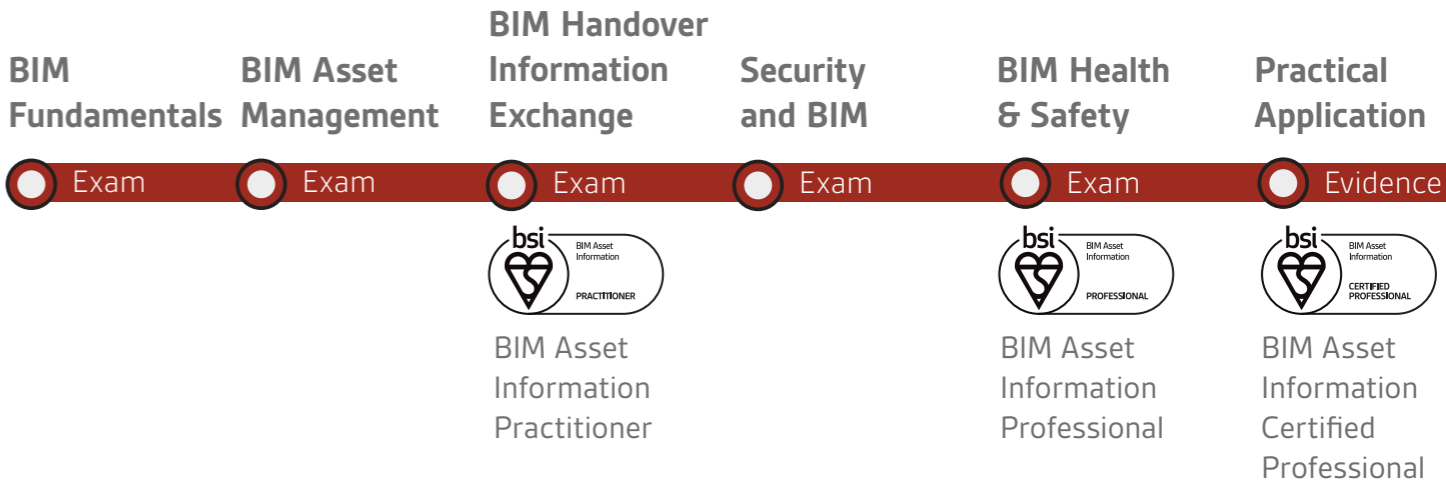 BIM
Fundamentals
BIM Asset
Management
BIM Handover
Information
Exchange
Security
and BIM
BIM Health
& Safety
Practical
Application
Exam
Exam
Exam
Exam
Exam
Evidence
bsi
BIM Asset
Information
PRACTITIONER
BIM Asset
Information
Practitioner
bsi
BIM Asset
Information
PROFESSIONAL
BIM Asset
Information
Professional
bsi
BIM Asset
Information
CERTIFIED
PROFESSIONAL
BIM Asset
Information
Certified
Professional